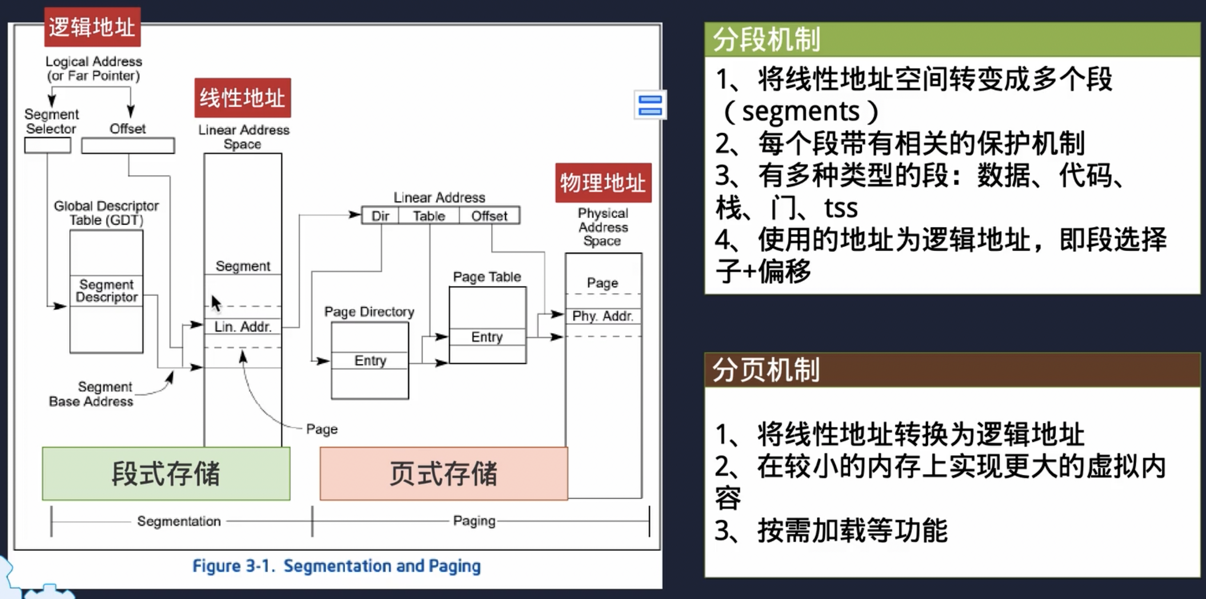 逻辑地址
Logical Address
(or Far Pointer)
Segment
Selector
Offset
线性地址
Linear Address
Space
Global Descriptor
Table (GDT)
Segment
Descriptor
Segment
Base Address
Segment
Lin. Addr.
Page
Linear Address
Dir
Table
Offset
Page Directory
Entry
Page Table
Entry
物理地址
Physical
Address
Space
Page
Phy. Addr.
段式存储
页式存储
Segmentation
Paging
Figure 3-1. Segmentation and Paging
分段机制
1、将线性地址空间转变成多个段
（segments）
2、每个段带有相关的保护机制
3、有多种类型的段：数据、代码、
栈、门、tss
4、使用的地址为逻辑地址，即段选择
子+偏移
分页机制
1、将线性地址转换为逻辑地址
2、在较小的内存上实现更大的虚拟内
容
3、按需加载等功能